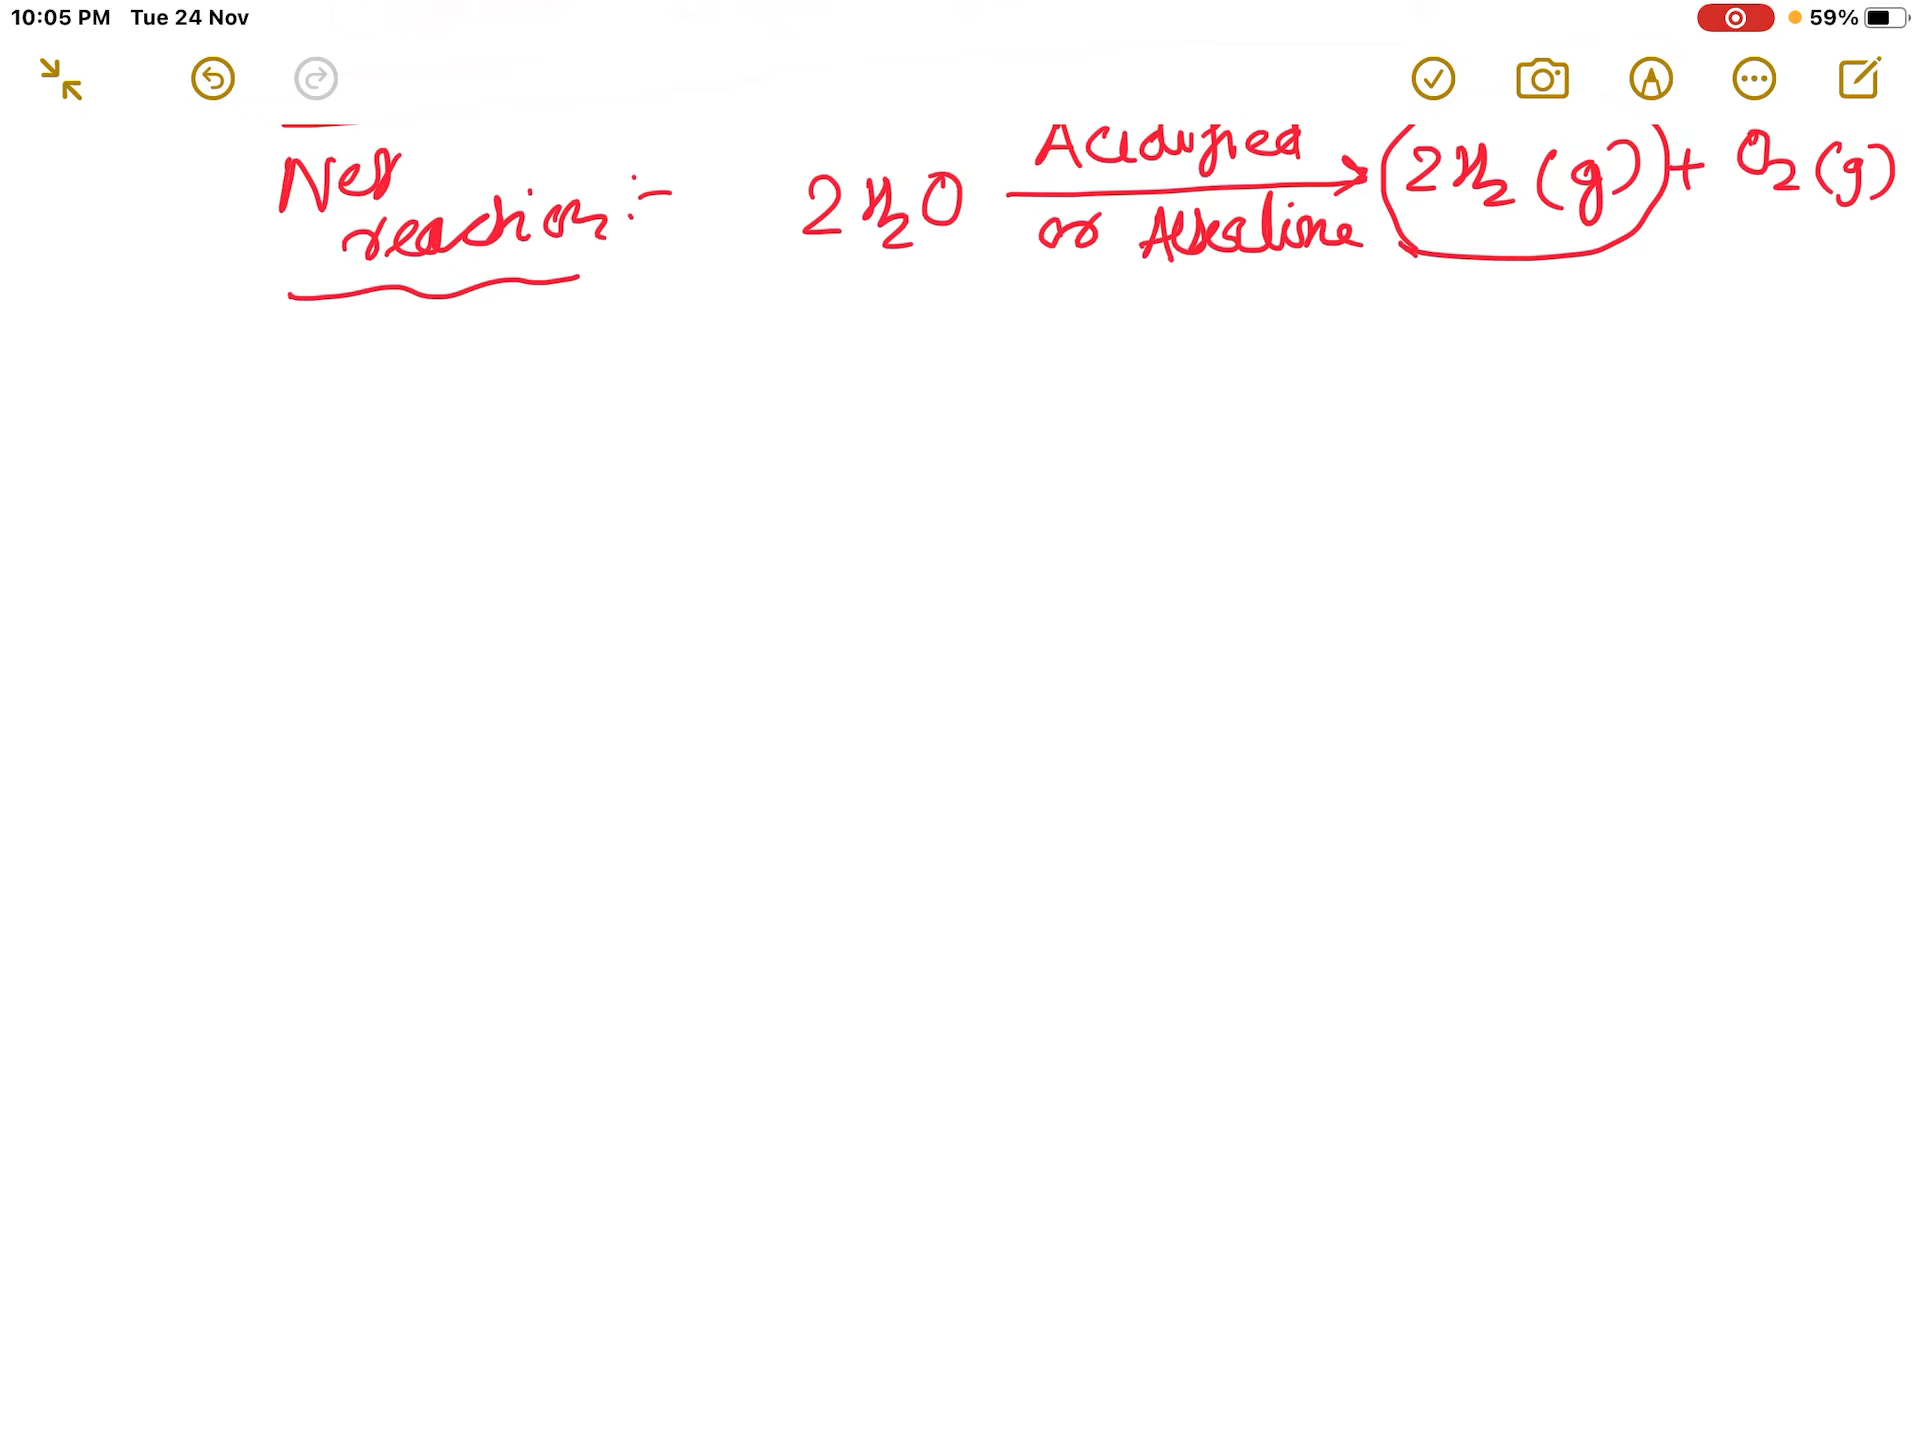 10:05 PM Tue 24 Nov 59%
Net
reaction :- 2H₂O Acidified or Alkaline → (2H₂ (g)) + O₂ (g)